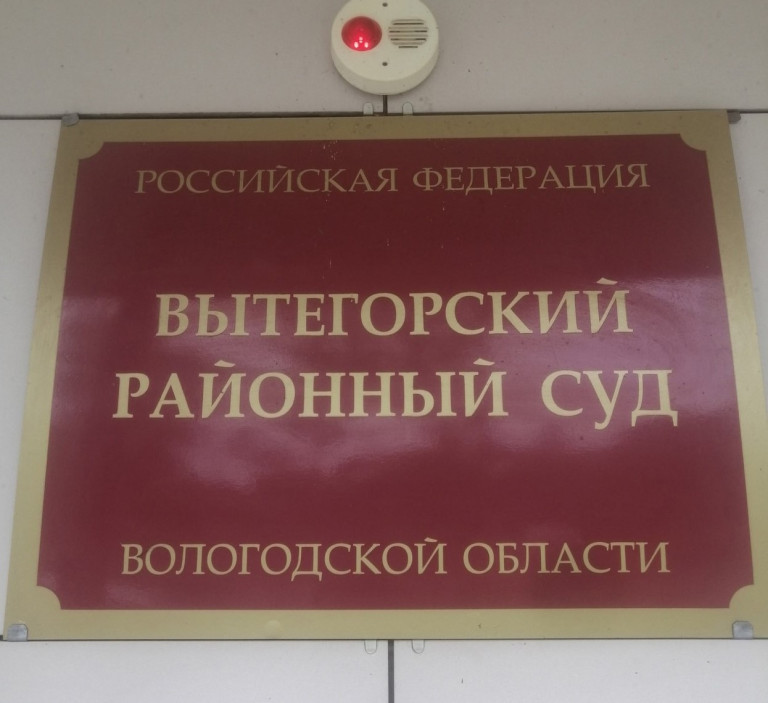 РОССИЙСКАЯ ФЕДЕРАЦИЯ
ВЫТЕГОРСКИЙ
РАЙОННЫЙ СУД
ВОЛОГОДСКОЙ ОБЛАСТИ